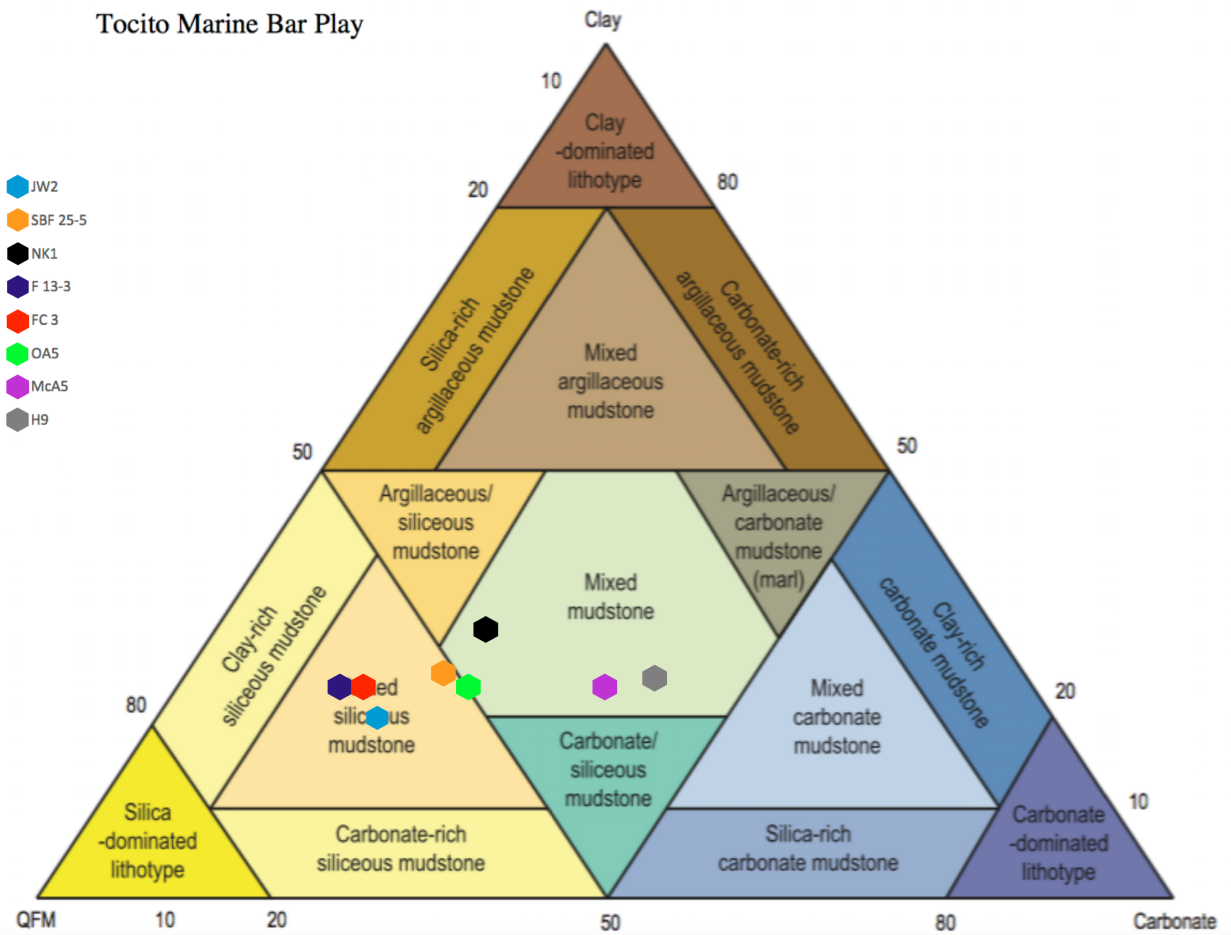 Tocito Marine Bar Play
Clay
10
Clay
-dominated
lithotype
20
80
JW2
SBF 25-5
NK1
F 13-3
FC 3
OA5
McA5
H9
Silica-rich
argillaceous mudstone
Carbonate-rich
argillaceous mudstone
Mixed
argillaceous
mudstone
50
50
Argillaceous/
siliceous
mudstone
Argillaceous/
carbonate
mudstone
(marl)
Mixed
mudstone
Clay-rich
siliceous mudstone
Clay-rich
carbonate mudstone
80
20
mudstone
Mixed
carbonate
mudstone
Carbonate/
siliceous
mudstone
10
Silica
-dominated
lithotype
Carbonate-rich
siliceous mudstone
Silica-rich
carbonate mudstone
Carbonate
-dominated
lithotype
QFM
10
20
50
80
Carbonate